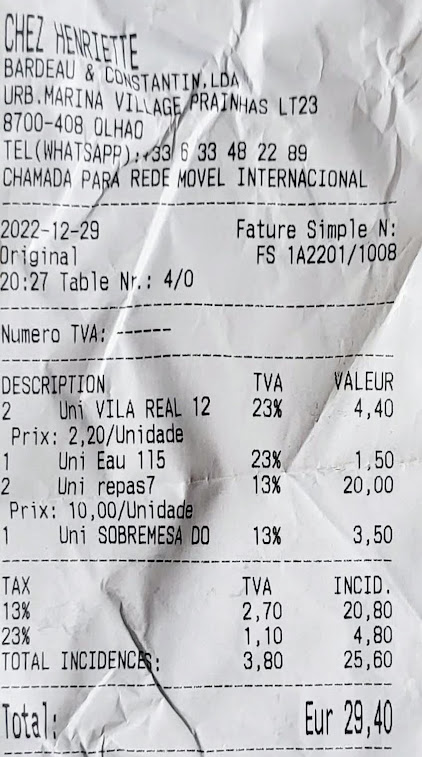 CHEZ HENRIETTE
BARDEAU & CONSTANTIN,LDA
URB.MARINA VILLAGE PRAINHAS LT23
8700-408 OLHAO
TEL(WHATSAPP):+33 6 33 48 22 89
CHAMADA PARA REDE MOVEL INTERNACIONAL
2022-12-29 Fature Simple N:
Original FS 1A2201/1008
20:27 Table Nr.: 4/0
Numero TVA: ------
DESCRIPTION TVA VALEUR
2 Uni VILA REAL 12 23% 4,40
Prix: 2,20/Unidade
1 Uni Eau 1l5 23% 1,50
2 Uni repas7 13% 20,00
Prix: 10,00/Unidade
1 Uni SOBREMESA DO 13% 3,50
TAX TVA INCID.
13% 2,70 20,80
23% 1,10 4,80
TOTAL INCIDENCES: 3,80 25,60
Total: Eur 29,40